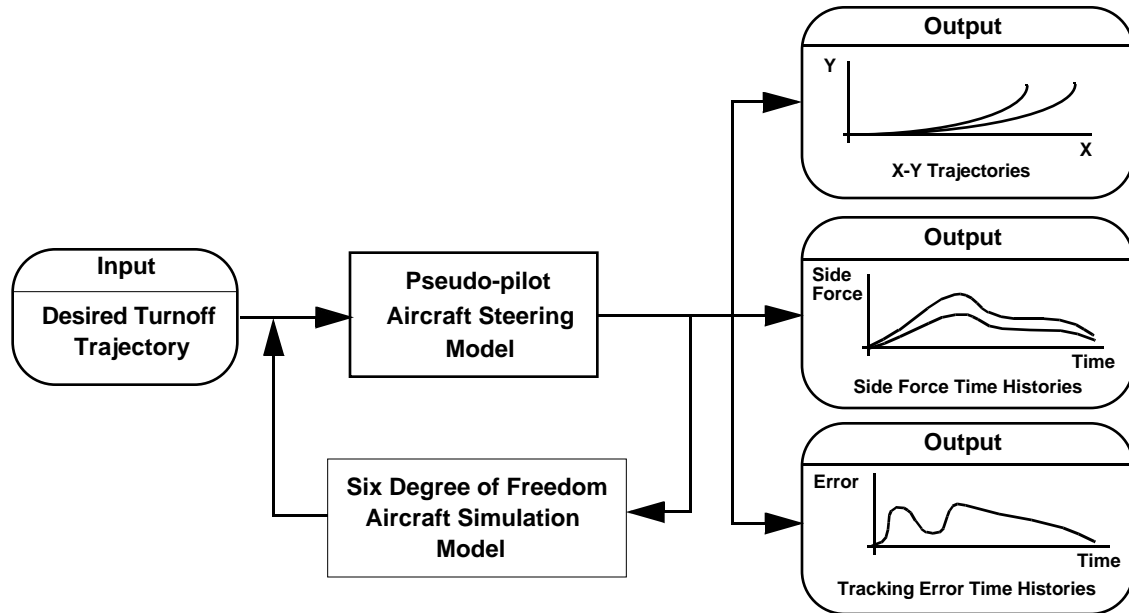 Input
Desired Turnoff
Trajectory
Pseudo-pilot
Aircraft Steering
Model
Six Degree of Freedom
Aircraft Simulation
Model
Output
Y
X
X-Y Trajectories
Output
Side
Force
Time
Side Force Time Histories
Output
Error
Time
Tracking Error Time Histories